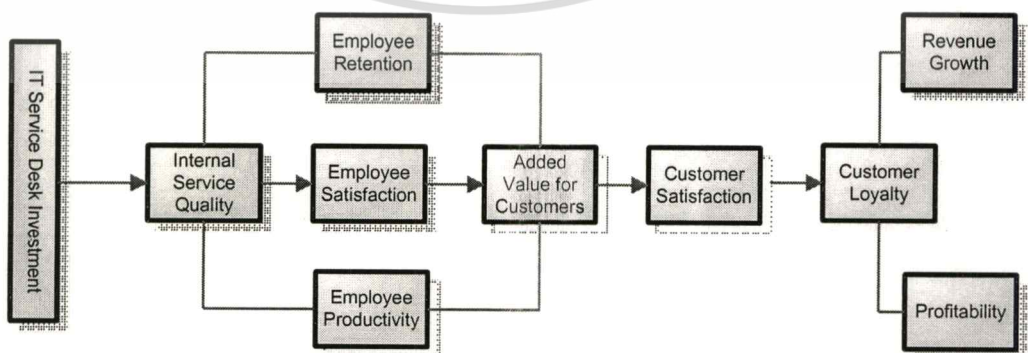 IT Service Desk Investment
Internal
Service
Quality
Employee
Retention
Employee
Satisfaction
Employee
Productivity
Added
Value for
Customers
Customer
Satisfaction
Customer
Loyalty
Revenue
Growth
Profitability